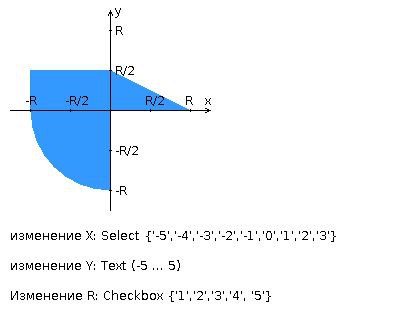 y
R
R/2
-R -R/2 R/2 R x
-R/2
-R
изменение X: Select {'-5','-4','-3','-2','-1','0','1','2','3'}
изменение Y: Text (-5 ... 5)
Изменение R: Checkbox {'1','2','3','4', '5'}